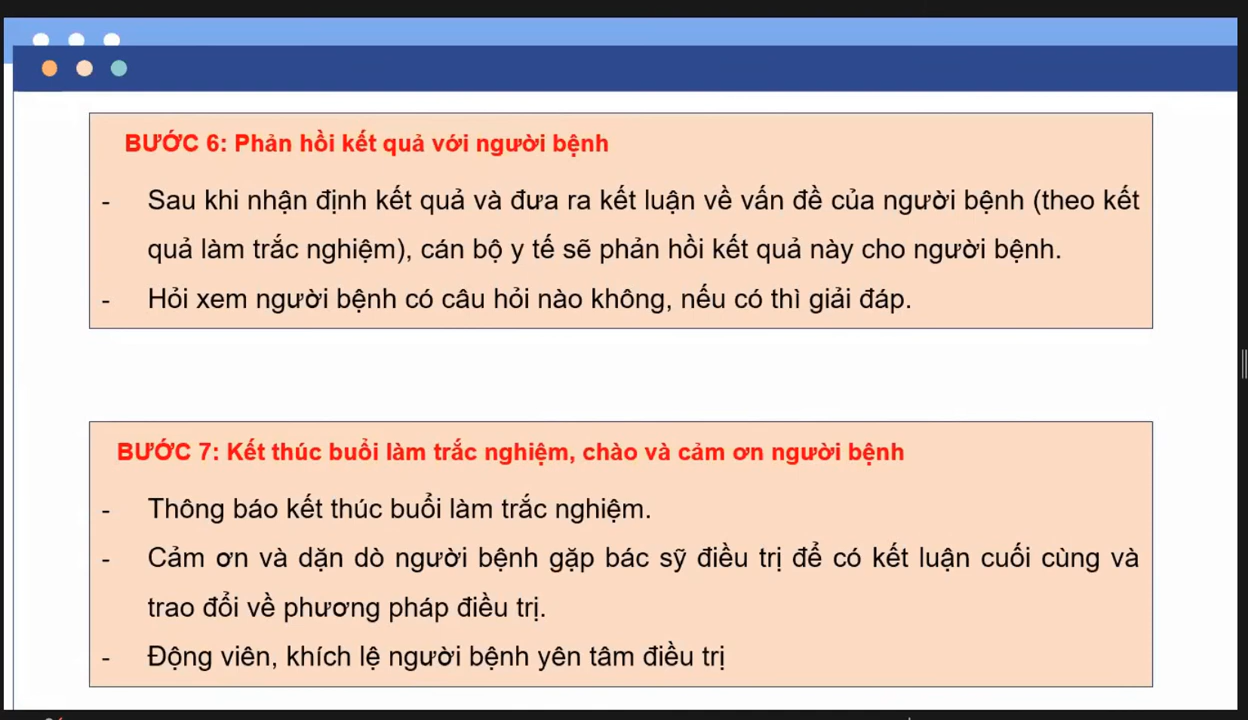 BƯỚC 6: Phản hồi kết quả với người bệnh
- Sau khi nhận định kết quả và đưa ra kết luận về vấn đề của người bệnh (theo kết
quả làm trắc nghiệm), cán bộ y tế sẽ phản hồi kết quả này cho người bệnh.
- Hỏi xem người bệnh có câu hỏi nào không, nếu có thì giải đáp.
BƯỚC 7: Kết thúc buổi làm trắc nghiệm, chào và cảm ơn người bệnh
- Thông báo kết thúc buổi làm trắc nghiệm.
- Cảm ơn và dặn dò người bệnh gặp bác sỹ điều trị để có kết luận cuối cùng và
trao đổi về phương pháp điều trị.
- Động viên, khích lệ người bệnh yên tâm điều trị